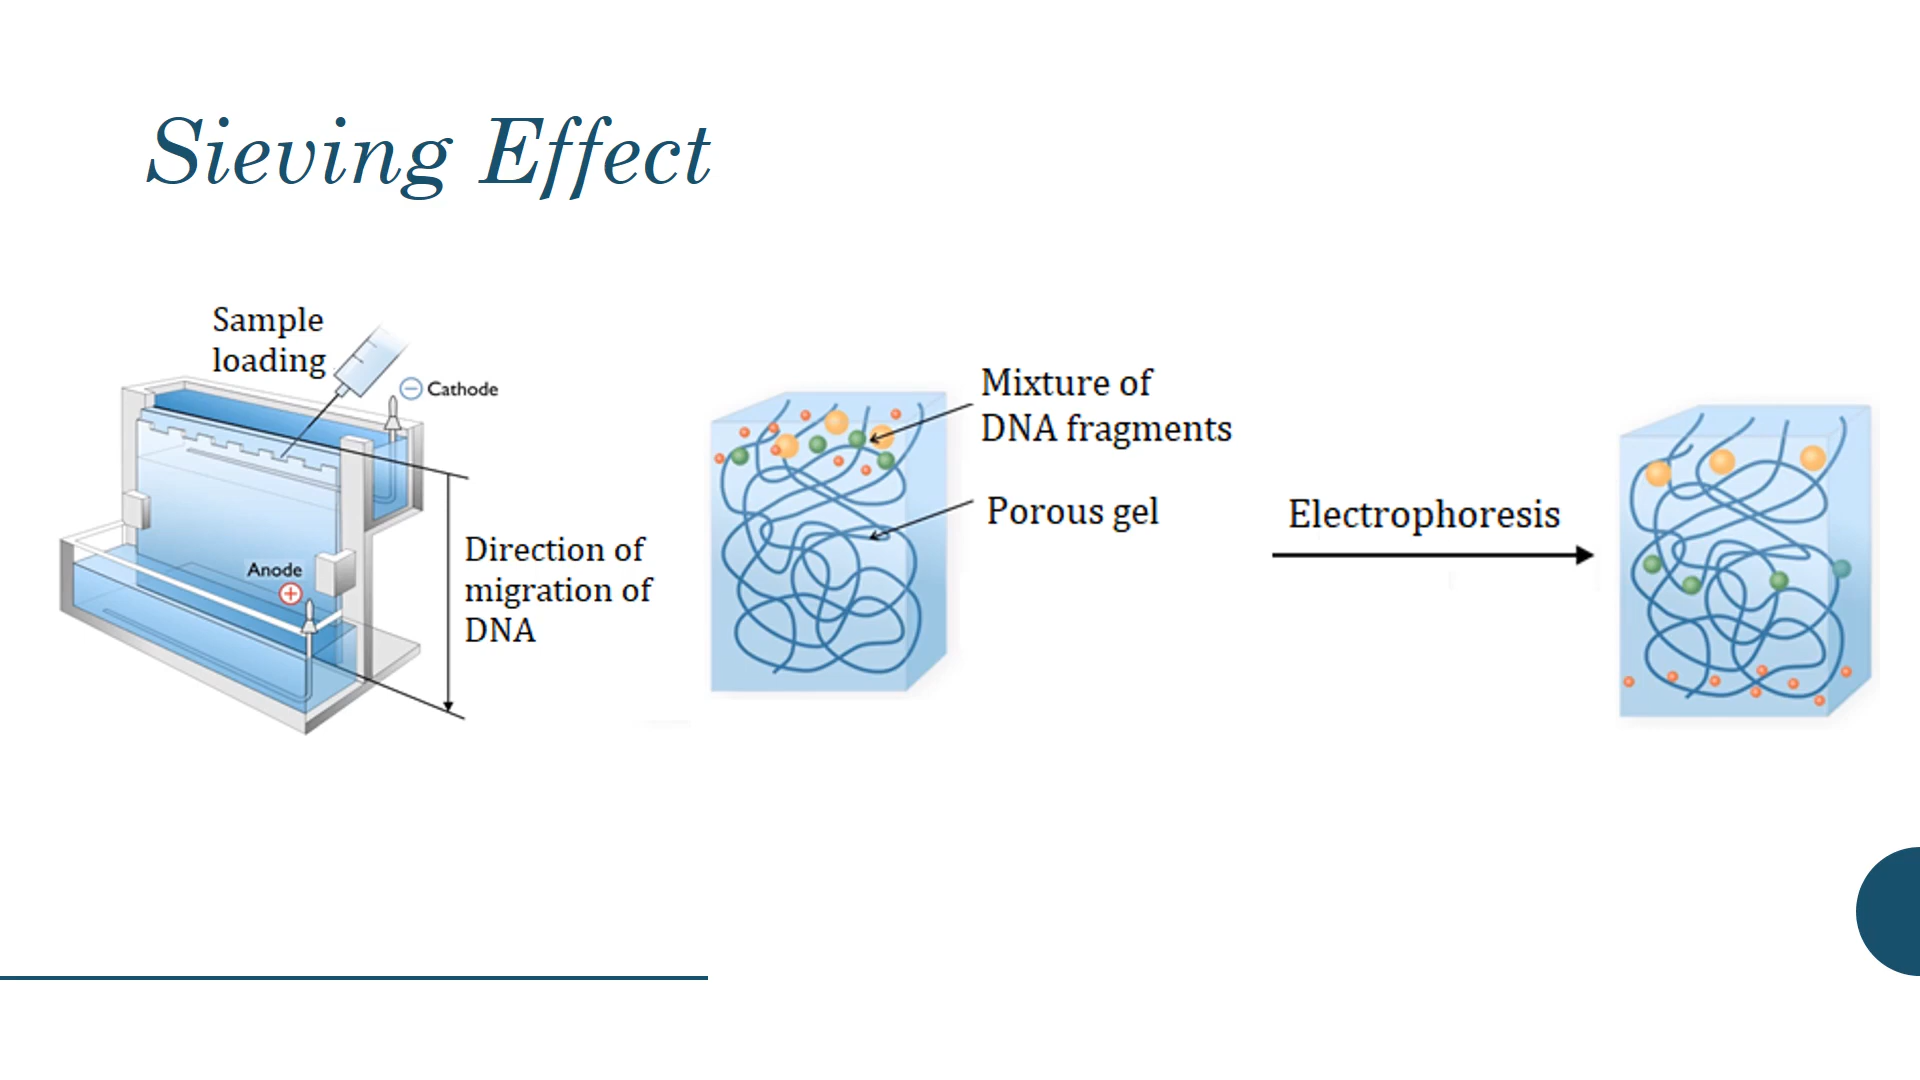 Sieving Effect
Sample
loading
− Cathode
Anode
+
Direction of
migration of
DNA
Mixture of
DNA fragments
Porous gel
Electrophoresis